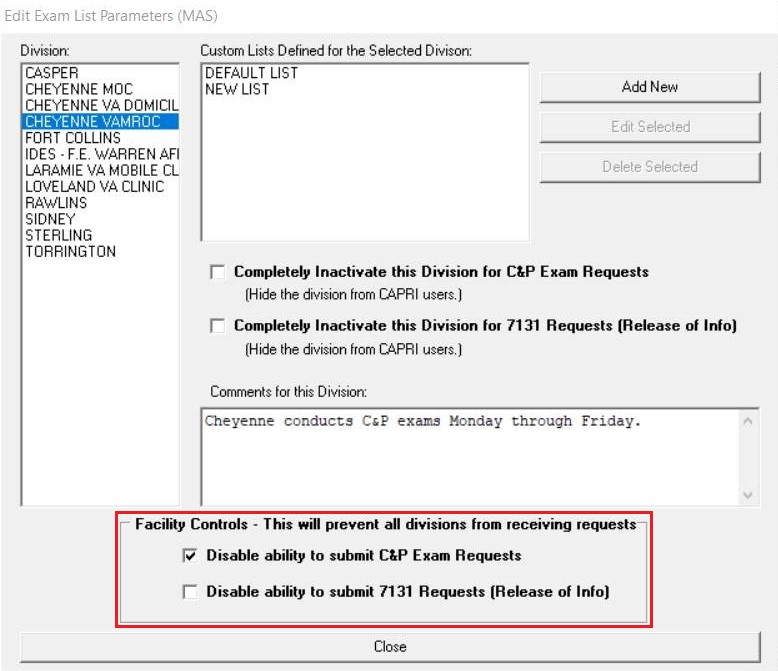 Edit Exam List Parameters (MAS)
Division:
CASPER
CHEYENNE MOC
CHEYENNE VA DOMICIL
CHEYENNE VAMROC
FORT COLLINS
IDES - F.E. WARREN AFI
LARAMIE VA MOBILE CL
LOVELAND VA CLINIC
RAWLINS
SIDNEY
STERLING
TORRINGTON
Custom Lists Defined for the Selected Divison:
DEFAULT LIST
NEW LIST
Add New
Edit Selected
Delete Selected
Completely Inactivate this Division for C&P Exam Requests
(Hide the division from CAPRI users.)
Completely Inactivate this Division for 7131 Requests (Release of Info)
(Hide the division from CAPRI users.)
Comments for this Division:
Cheyenne conducts C&P exams Monday through Friday.
Facility Controls - This will prevent all divisions from receiving requests
Disable ability to submit C&P Exam Requests
Disable ability to submit 7131 Requests (Release of Info)
Close